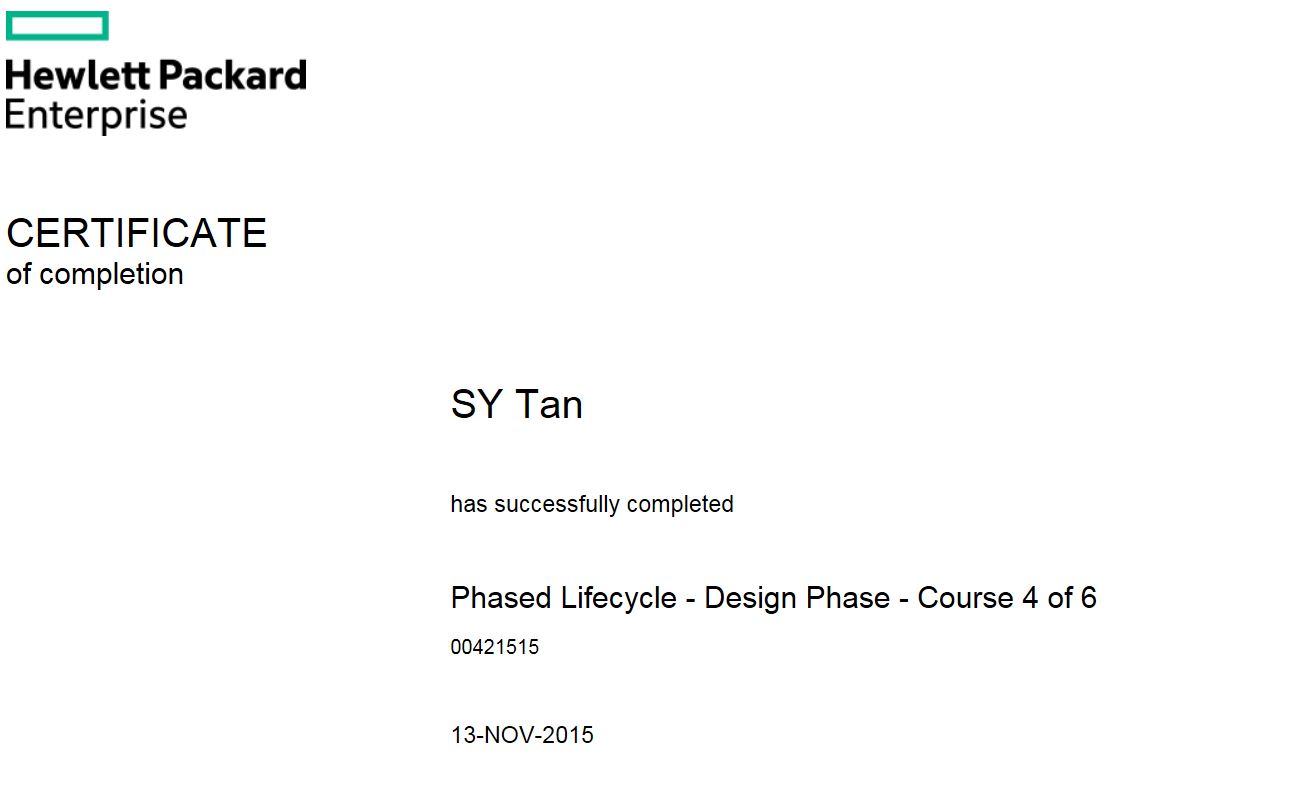 Hewlett Packard
Enterprise
CERTIFICATE
of completion
SY Tan
has successfully completed
Phased Lifecycle - Design Phase - Course 4 of 6
00421515
13-NOV-2015